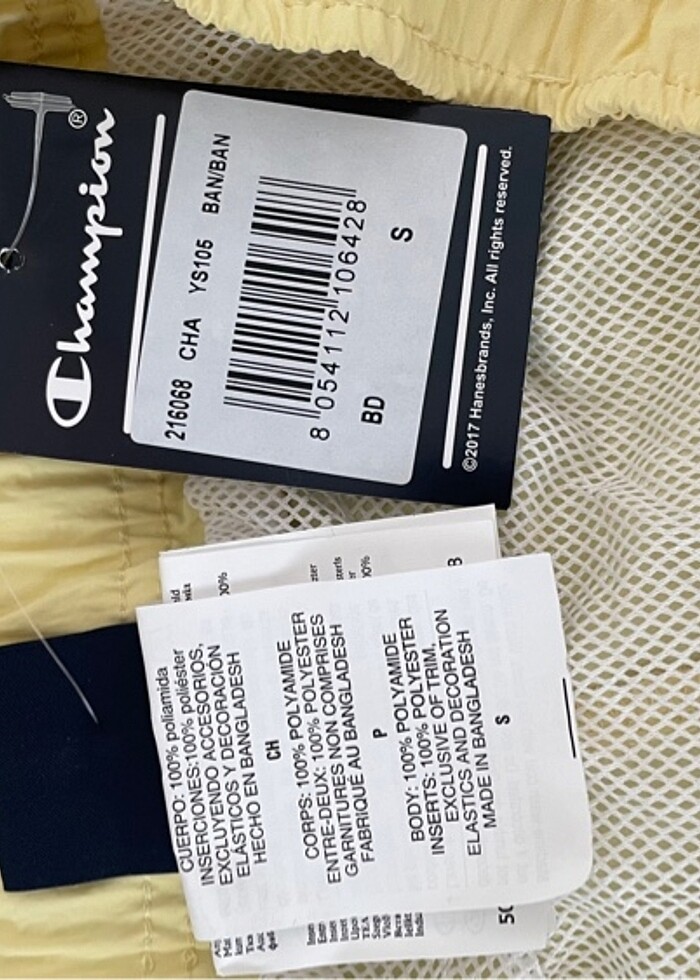 Champion®
216068 CHA YS105 BAN/BAN
8 054112 106428
BD S
©2017 Hanesbrands, Inc. All rights reserved.
CUERPO: 100% poliamida
INSERCIONES:100% poliéster
EXCLUYENDO ACCESORIOS,
ELÁSTICOS Y DECORACIÓN
HECHO EN BANGLADESH
CH
CORPS: 100% POLYAMIDE
ENTRE-DEUX: 100% POLYESTER
GARNITURES NON COMPRISES
FABRIQUÉ AU BANGLADESH
P
BODY: 100% POLYAMIDE
INSERTS: 100% POLYESTER
EXCLUSIVE OF TRIM,
ELASTICS AND DECORATION
MADE IN BANGLADESH
S